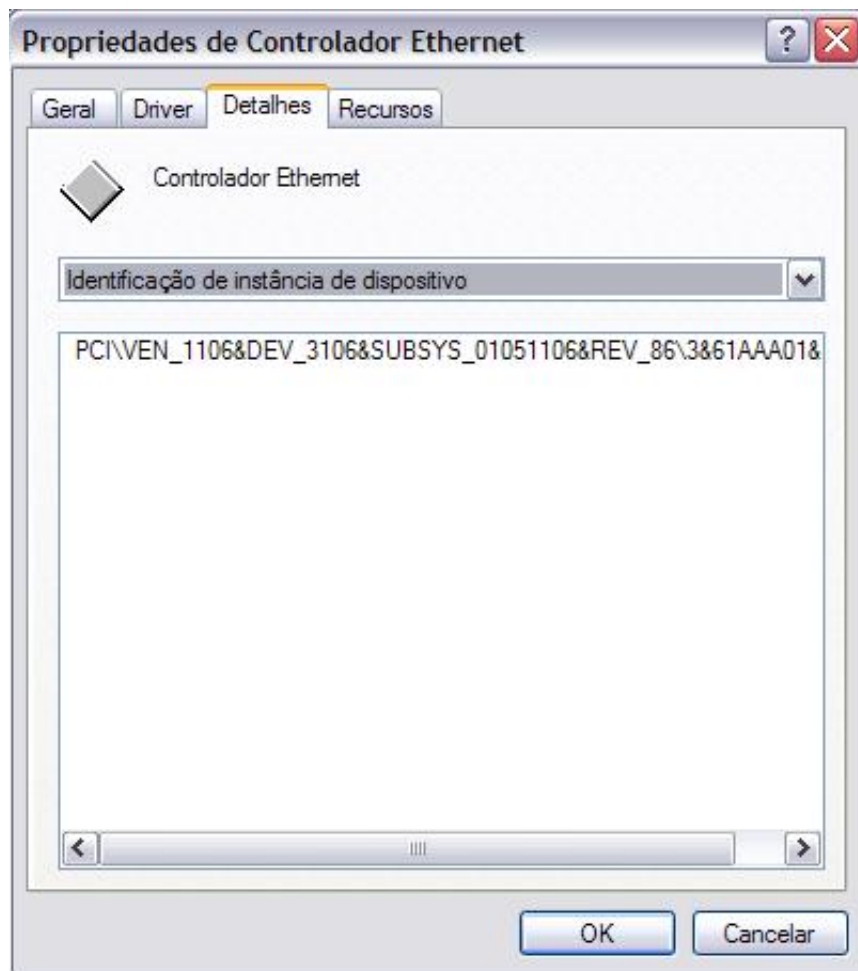 Propriedades de Controlador Ethernet
Geral Driver Detalhes Recursos
Controlador Ethernet
Identificação de instância de dispositivo
PCI\VEN_1106&DEV_3106&SUBSYS_01051106&REV_86\3&61AAA01&
OK Cancelar